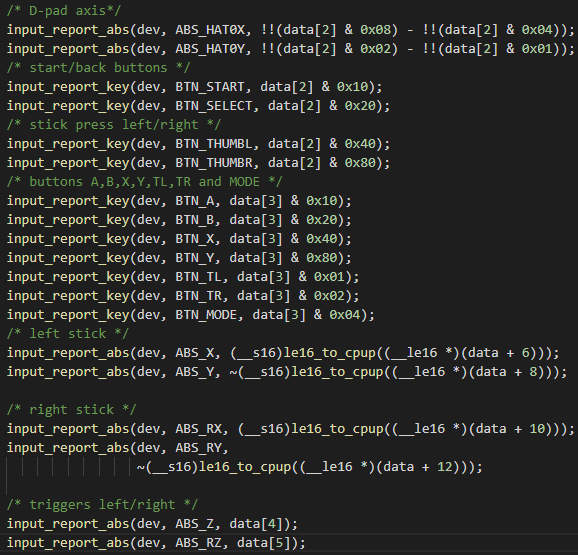 /* D-pad axis*/
input_report_abs(dev, ABS_HAT0X, !!(data[2] & 0x08) - !!(data[2] & 0x04));
input_report_abs(dev, ABS_HAT0Y, !!(data[2] & 0x02) - !!(data[2] & 0x01));
/* start/back buttons */
input_report_key(dev, BTN_START, data[2] & 0x10);
input_report_key(dev, BTN_SELECT, data[2] & 0x20);
/* stick press left/right */
input_report_key(dev, BTN_THUMBL, data[2] & 0x40);
input_report_key(dev, BTN_THUMBR, data[2] & 0x80);
/* buttons A,B,X,Y,TL,TR and MODE */
input_report_key(dev, BTN_A, data[3] & 0x10);
input_report_key(dev, BTN_B, data[3] & 0x20);
input_report_key(dev, BTN_X, data[3] & 0x40);
input_report_key(dev, BTN_Y, data[3] & 0x80);
input_report_key(dev, BTN_TL, data[3] & 0x01);
input_report_key(dev, BTN_TR, data[3] & 0x02);
input_report_key(dev, BTN_MODE, data[3] & 0x04);
/* left stick */
input_report_abs(dev, ABS_X, (__s16)le16_to_cpup((__le16 *)(data + 6)));
input_report_abs(dev, ABS_Y, ~(__s16)le16_to_cpup((__le16 *)(data + 8)));
/* right stick */
input_report_abs(dev, ABS_RX, (__s16)le16_to_cpup((__le16 *)(data + 10)));
input_report_abs(dev, ABS_RY,
~(__s16)le16_to_cpup((__le16 *)(data + 12)));
/* triggers left/right */
input_report_abs(dev, ABS_Z, data[4]);
input_report_abs(dev, ABS_RZ, data[5]);